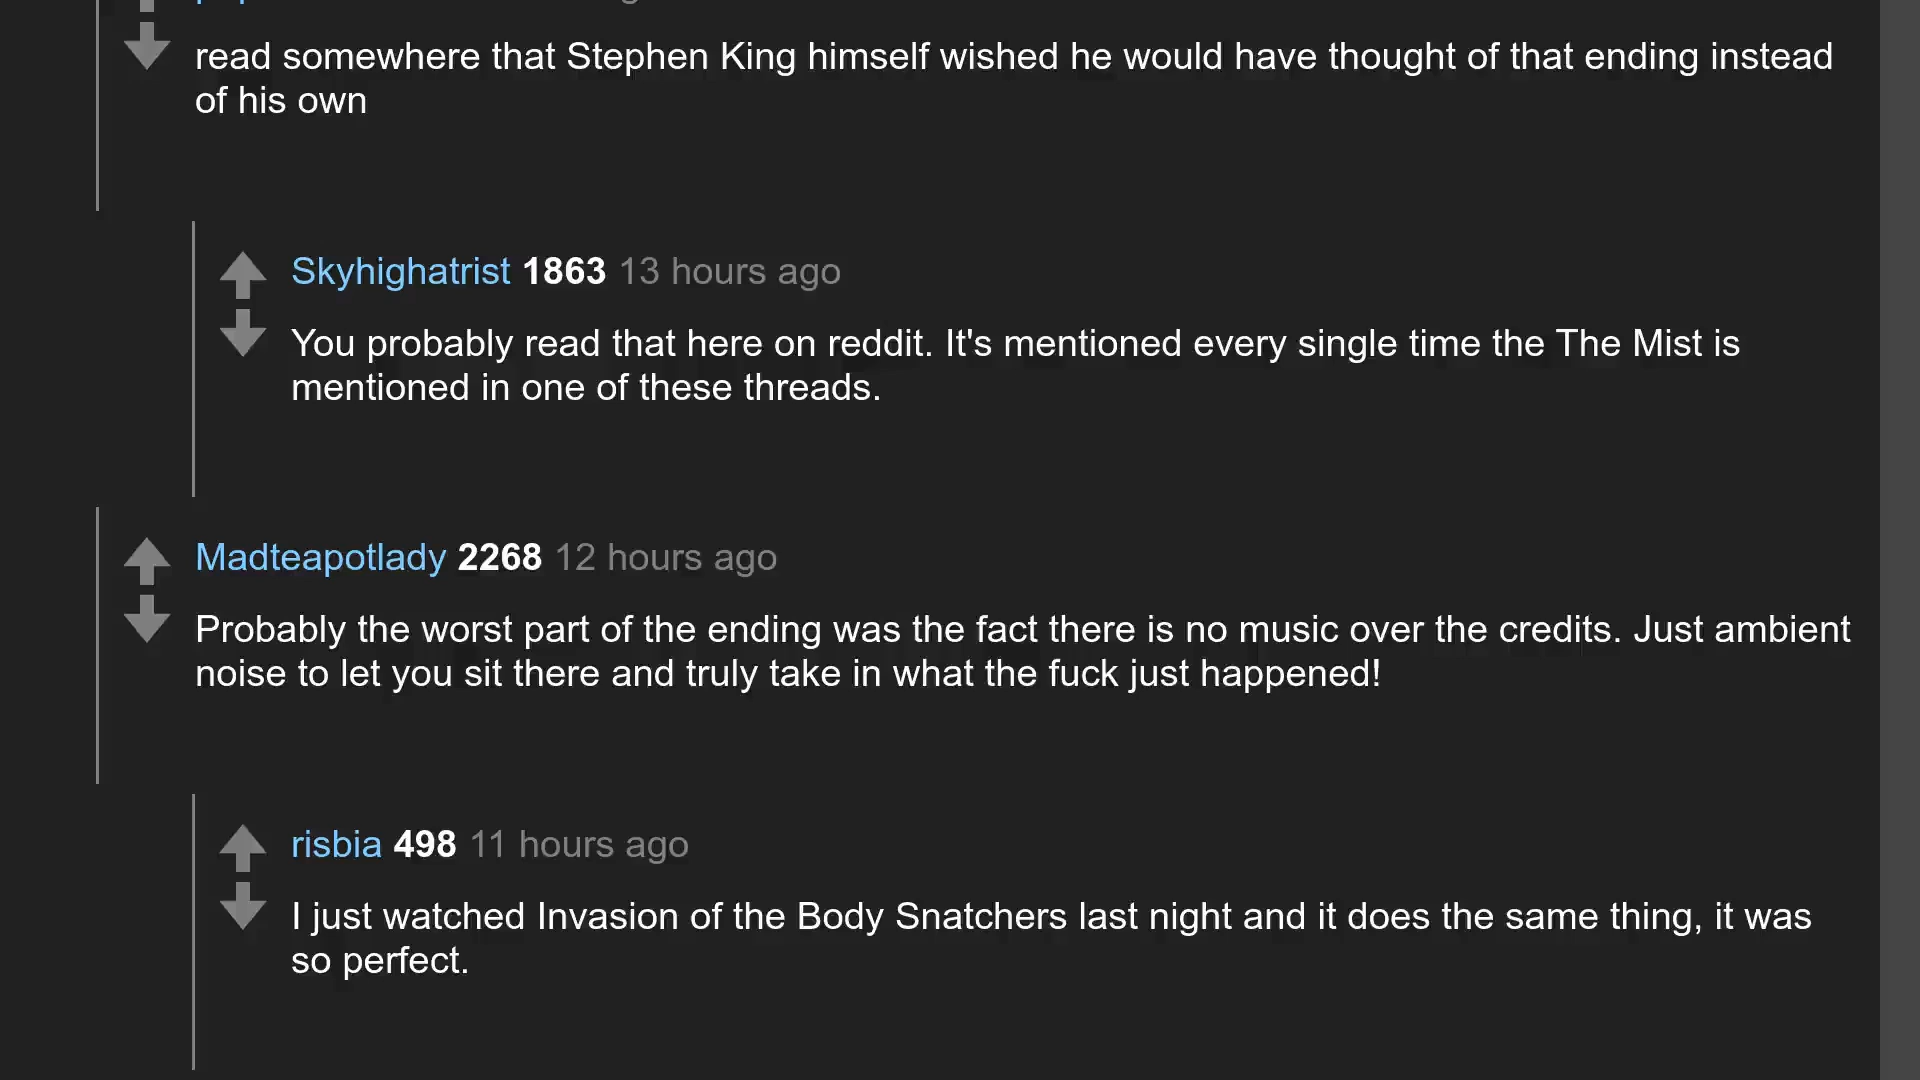 read somewhere that Stephen King himself wished he would have thought of that ending instead
of his own
Skyhighatrist 1863 13 hours ago
You probably read that here on reddit. It's mentioned every single time the The Mist is
mentioned in one of these threads.
Madteapotlady 2268 12 hours ago
Probably the worst part of the ending was the fact there is no music over the credits. Just ambient
noise to let you sit there and truly take in what the fuck just happened!
risbia 498 11 hours ago
I just watched Invasion of the Body Snatchers last night and it does the same thing, it was
so perfect.